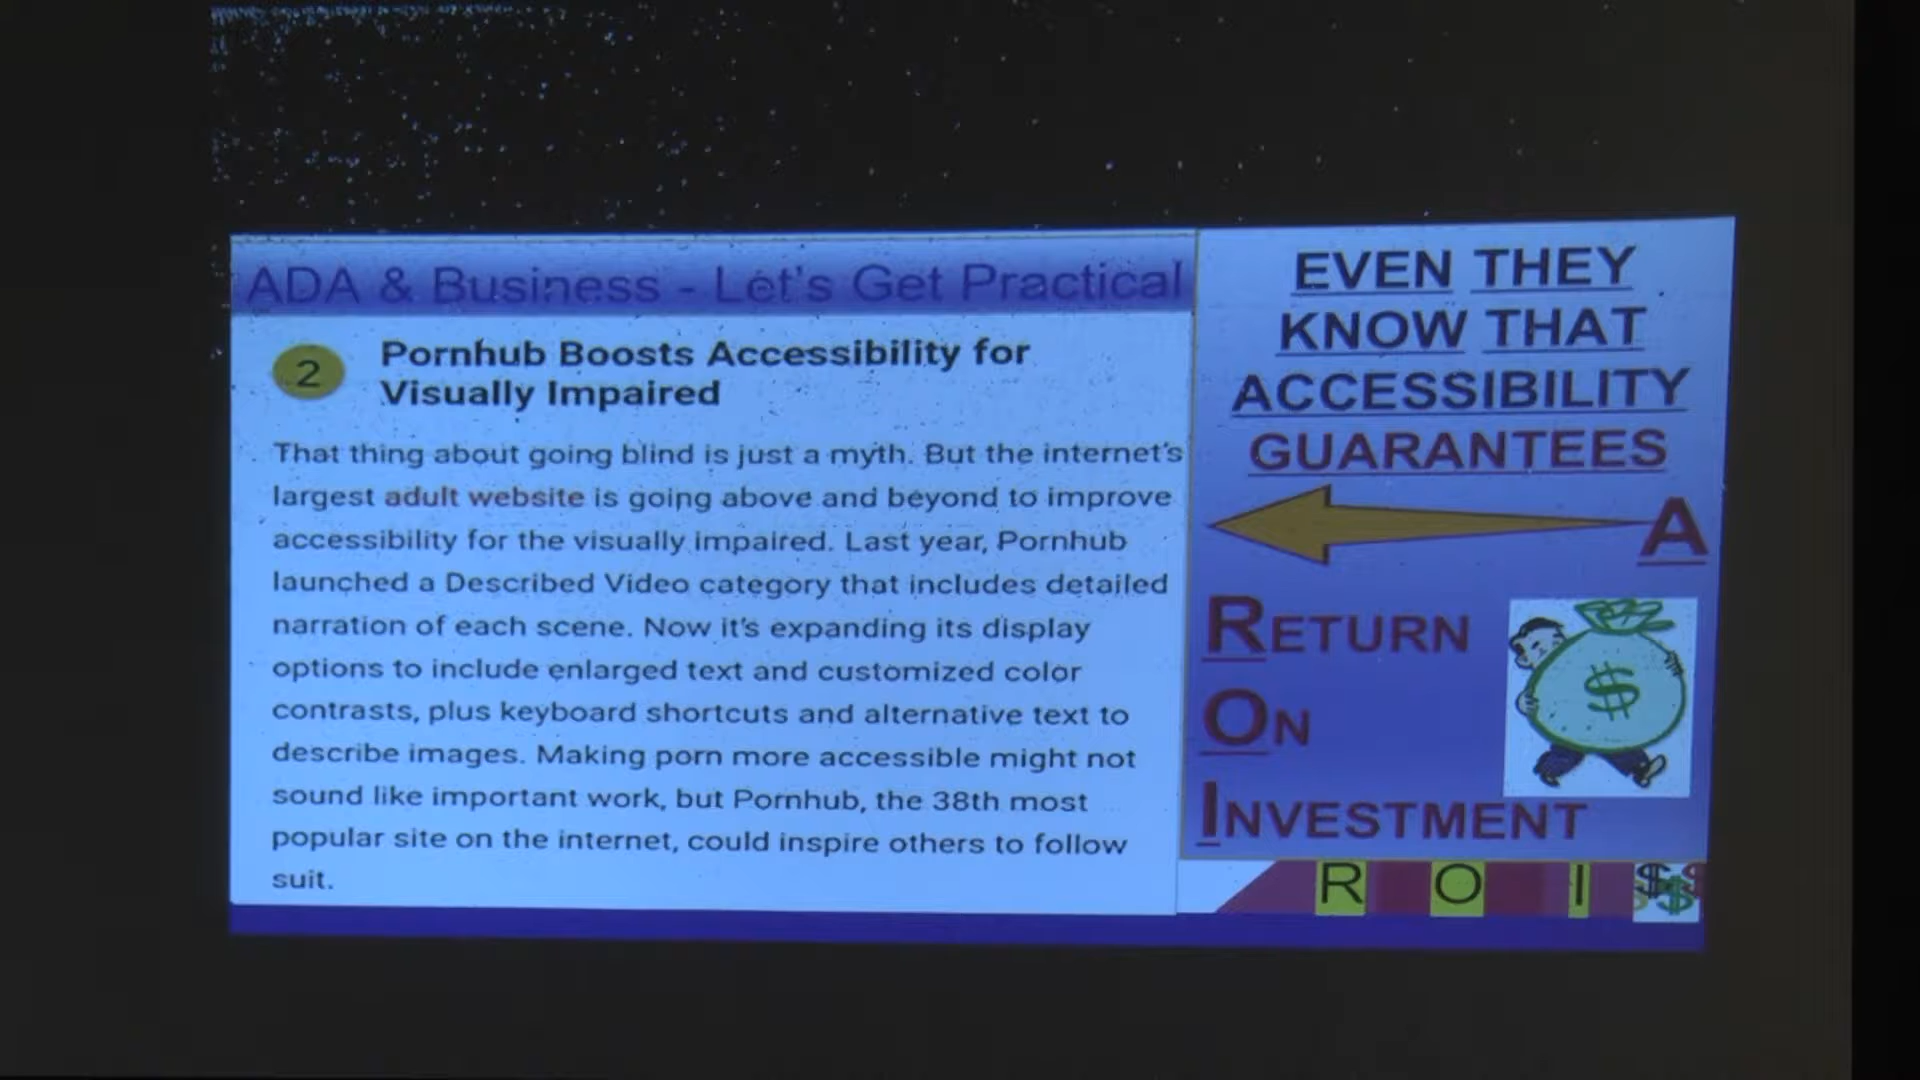 ADA & Business - Let's Get Practical
2
Pornhub Boosts Accessibility for
Visually Impaired
That thing about going blind is just a myth. But the internet's
largest adult website is going above and beyond to improve
accessibility for the visually impaired. Last year, Pornhub
launched a Described Video category that includes detailed
narration of each scene. Now it's expanding its display
options to include enlarged text and customized color
contrasts, plus keyboard shortcuts and alternative text to
describe images. Making porn more accessible might not
sound like important work, but Pornhub, the 38th most
popular site on the internet, could inspire others to follow
suit.
EVEN THEY
KNOW THAT
ACCESSIBILITY
GUARANTEES
A
RETURN
ON
INVESTMENT
$
R O I $$$